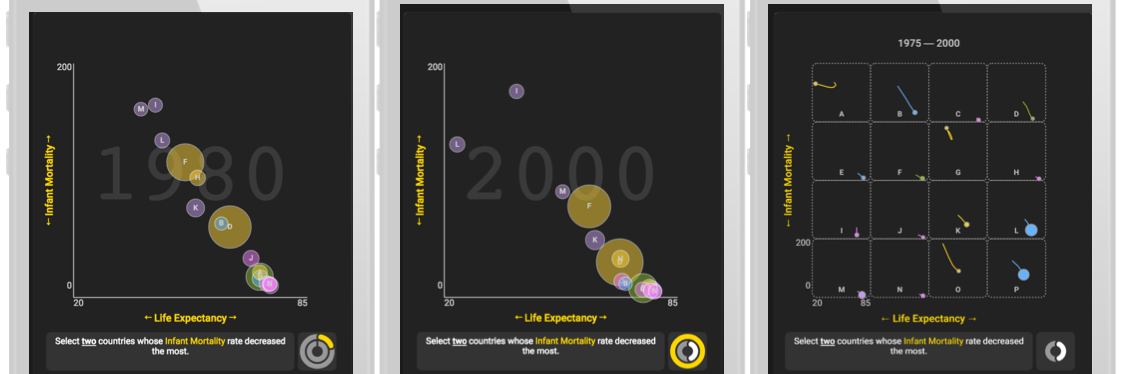 200
M
I
L
F
H
K
B
D
J
1980
← Infant Mortality →
0
20
85
← Life Expectancy →
Select two countries whose Infant Mortality rate decreased
the most.
200
I
L
M
F
K
H
B
2000
← Infant Mortality →
0
20
85
← Life Expectancy →
Select two countries whose Infant Mortality rate decreased
the most.
1975 — 2000
A
B
C
D
E
F
G
H
I
J
K
L
200
M
N
O
P
← Infant Mortality →
0
20
85
← Life Expectancy →
Select two countries whose Infant Mortality rate decreased
the most.